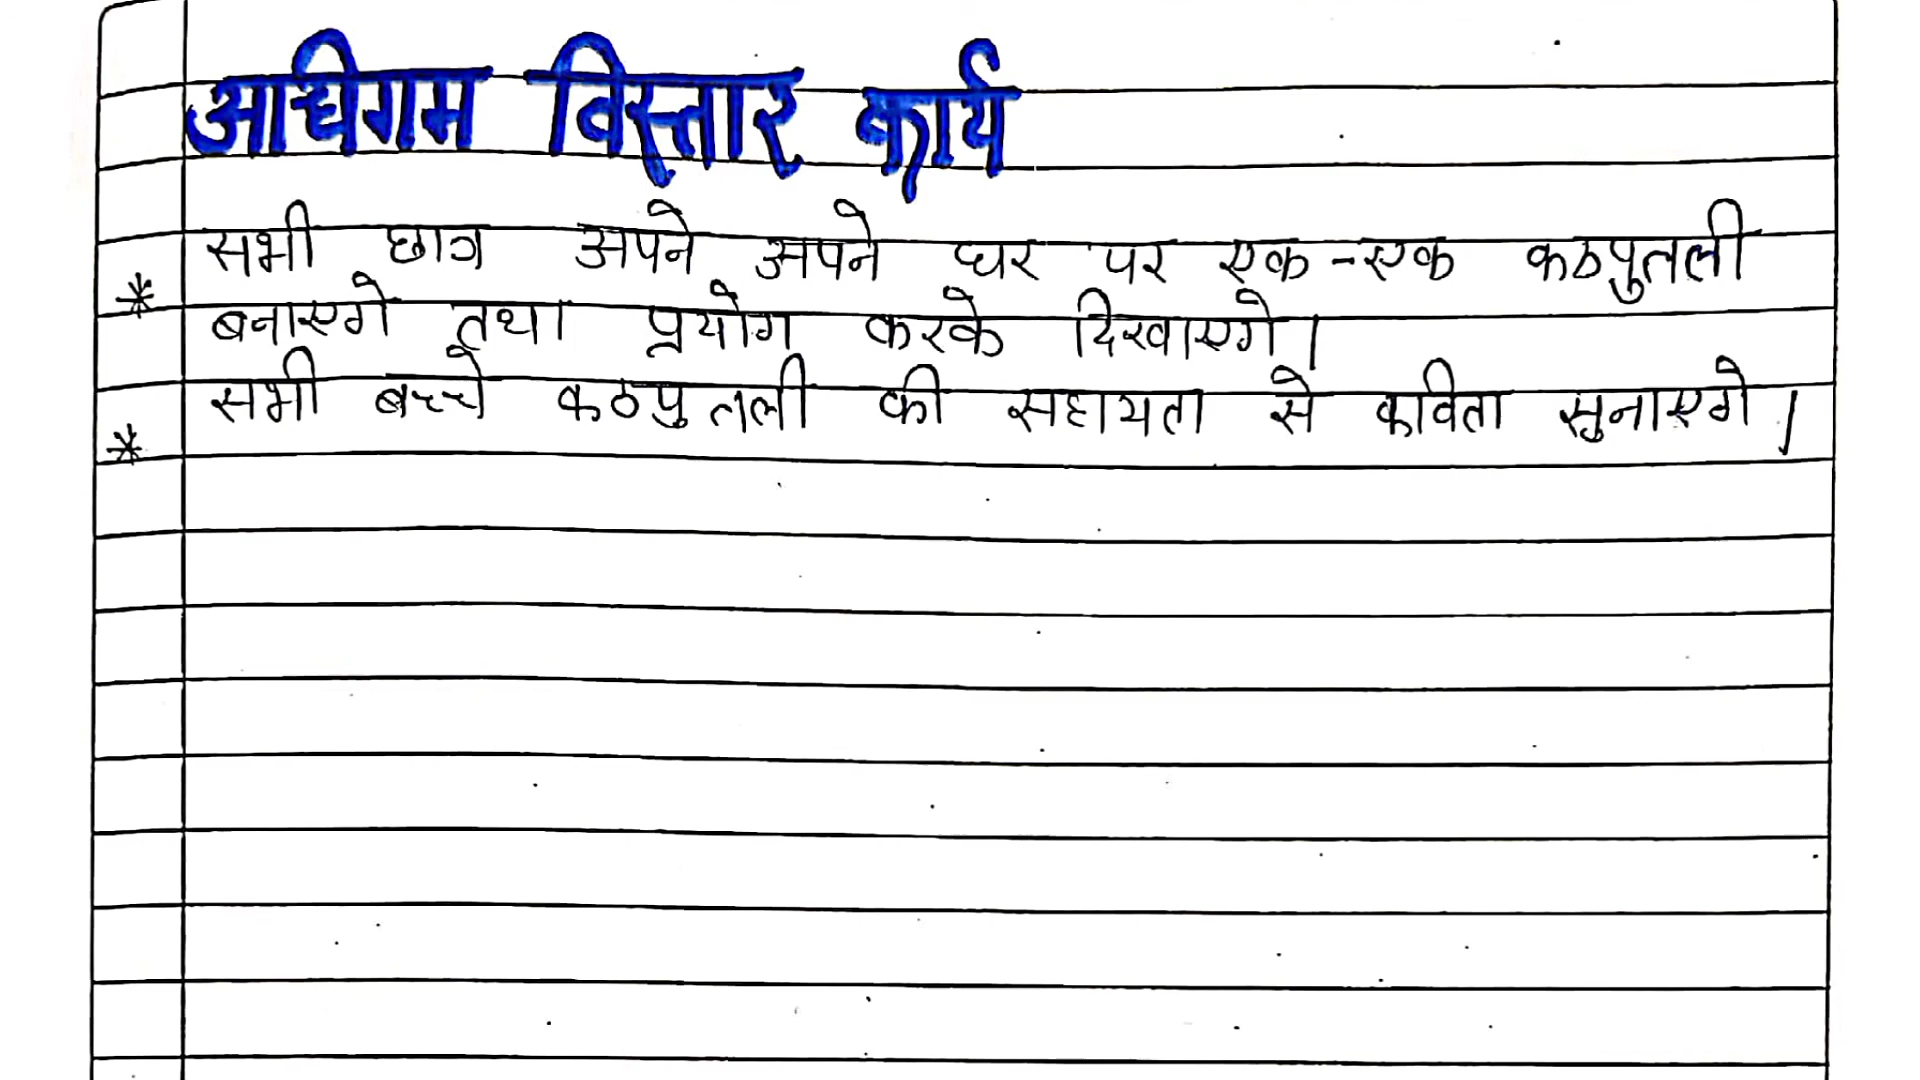 अधिगम विस्तार कार्य
सभी छात्र अपने अपने घर पर एक-एक कठपुतली
* बनाएगे तथा प्रयोग करके दिखाएगे।
सभी बच्चे कठपुतली की सहायता से कविता सुनाएगे।
*